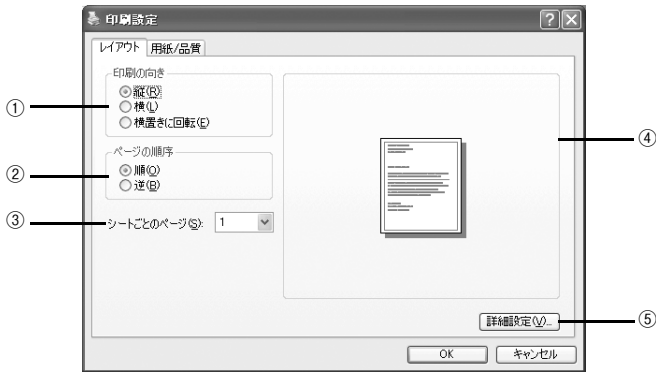 印刷設定
レイアウト 用紙/品質
印刷の向き
縦(R)
横(L)
横置きに回転(E)
ページの順序
順(O)
逆(B)
シートごとのページ(S): 1
詳細設定(V)...
OK キャンセル
①
②
③
④
⑤